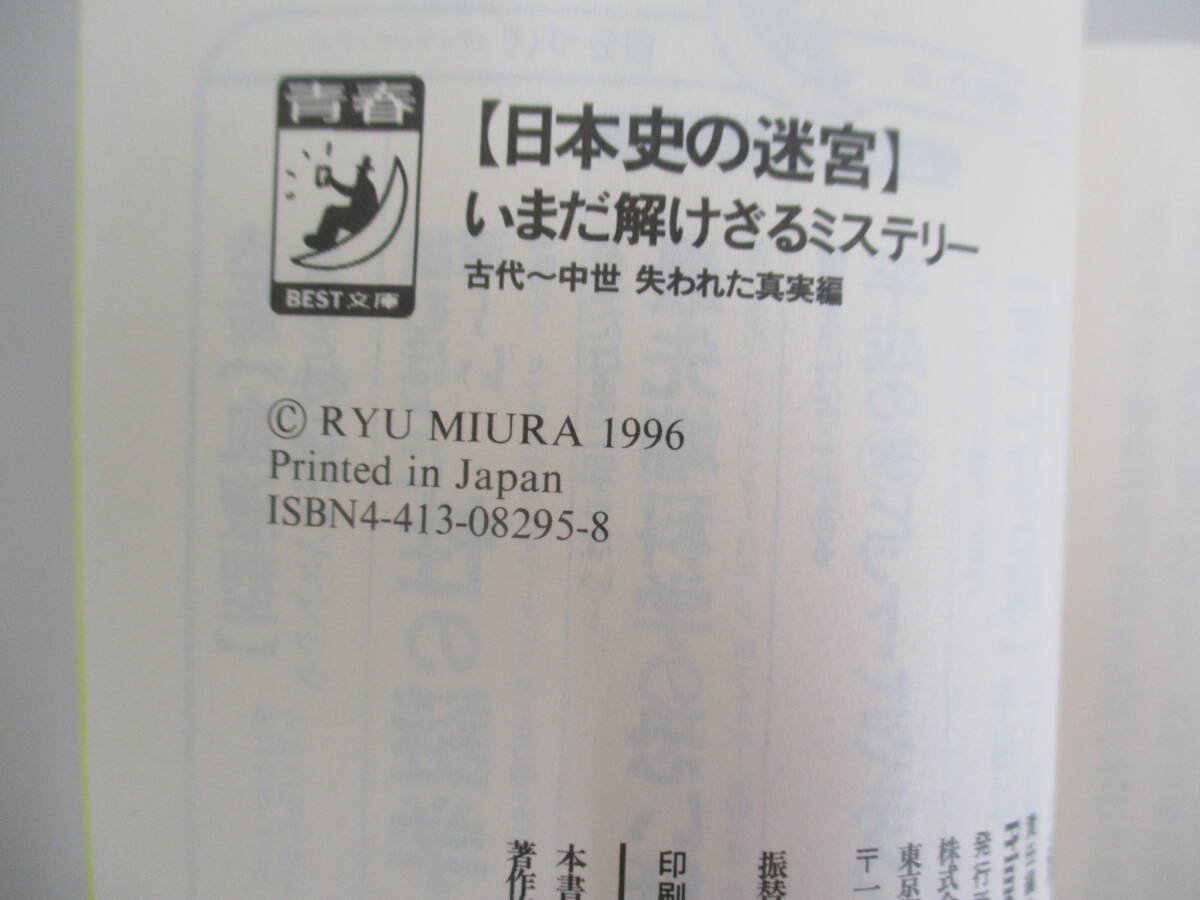 青春
BEST文庫
【日本史の迷宮】
いまだ解けざるミステリー
古代〜中世 失われた真実編
© RYU MIURA 1996
Printed in Japan
ISBN4-413-08295-8
発行所
株式会
東京
〒一
振替
印刷
本書
著作